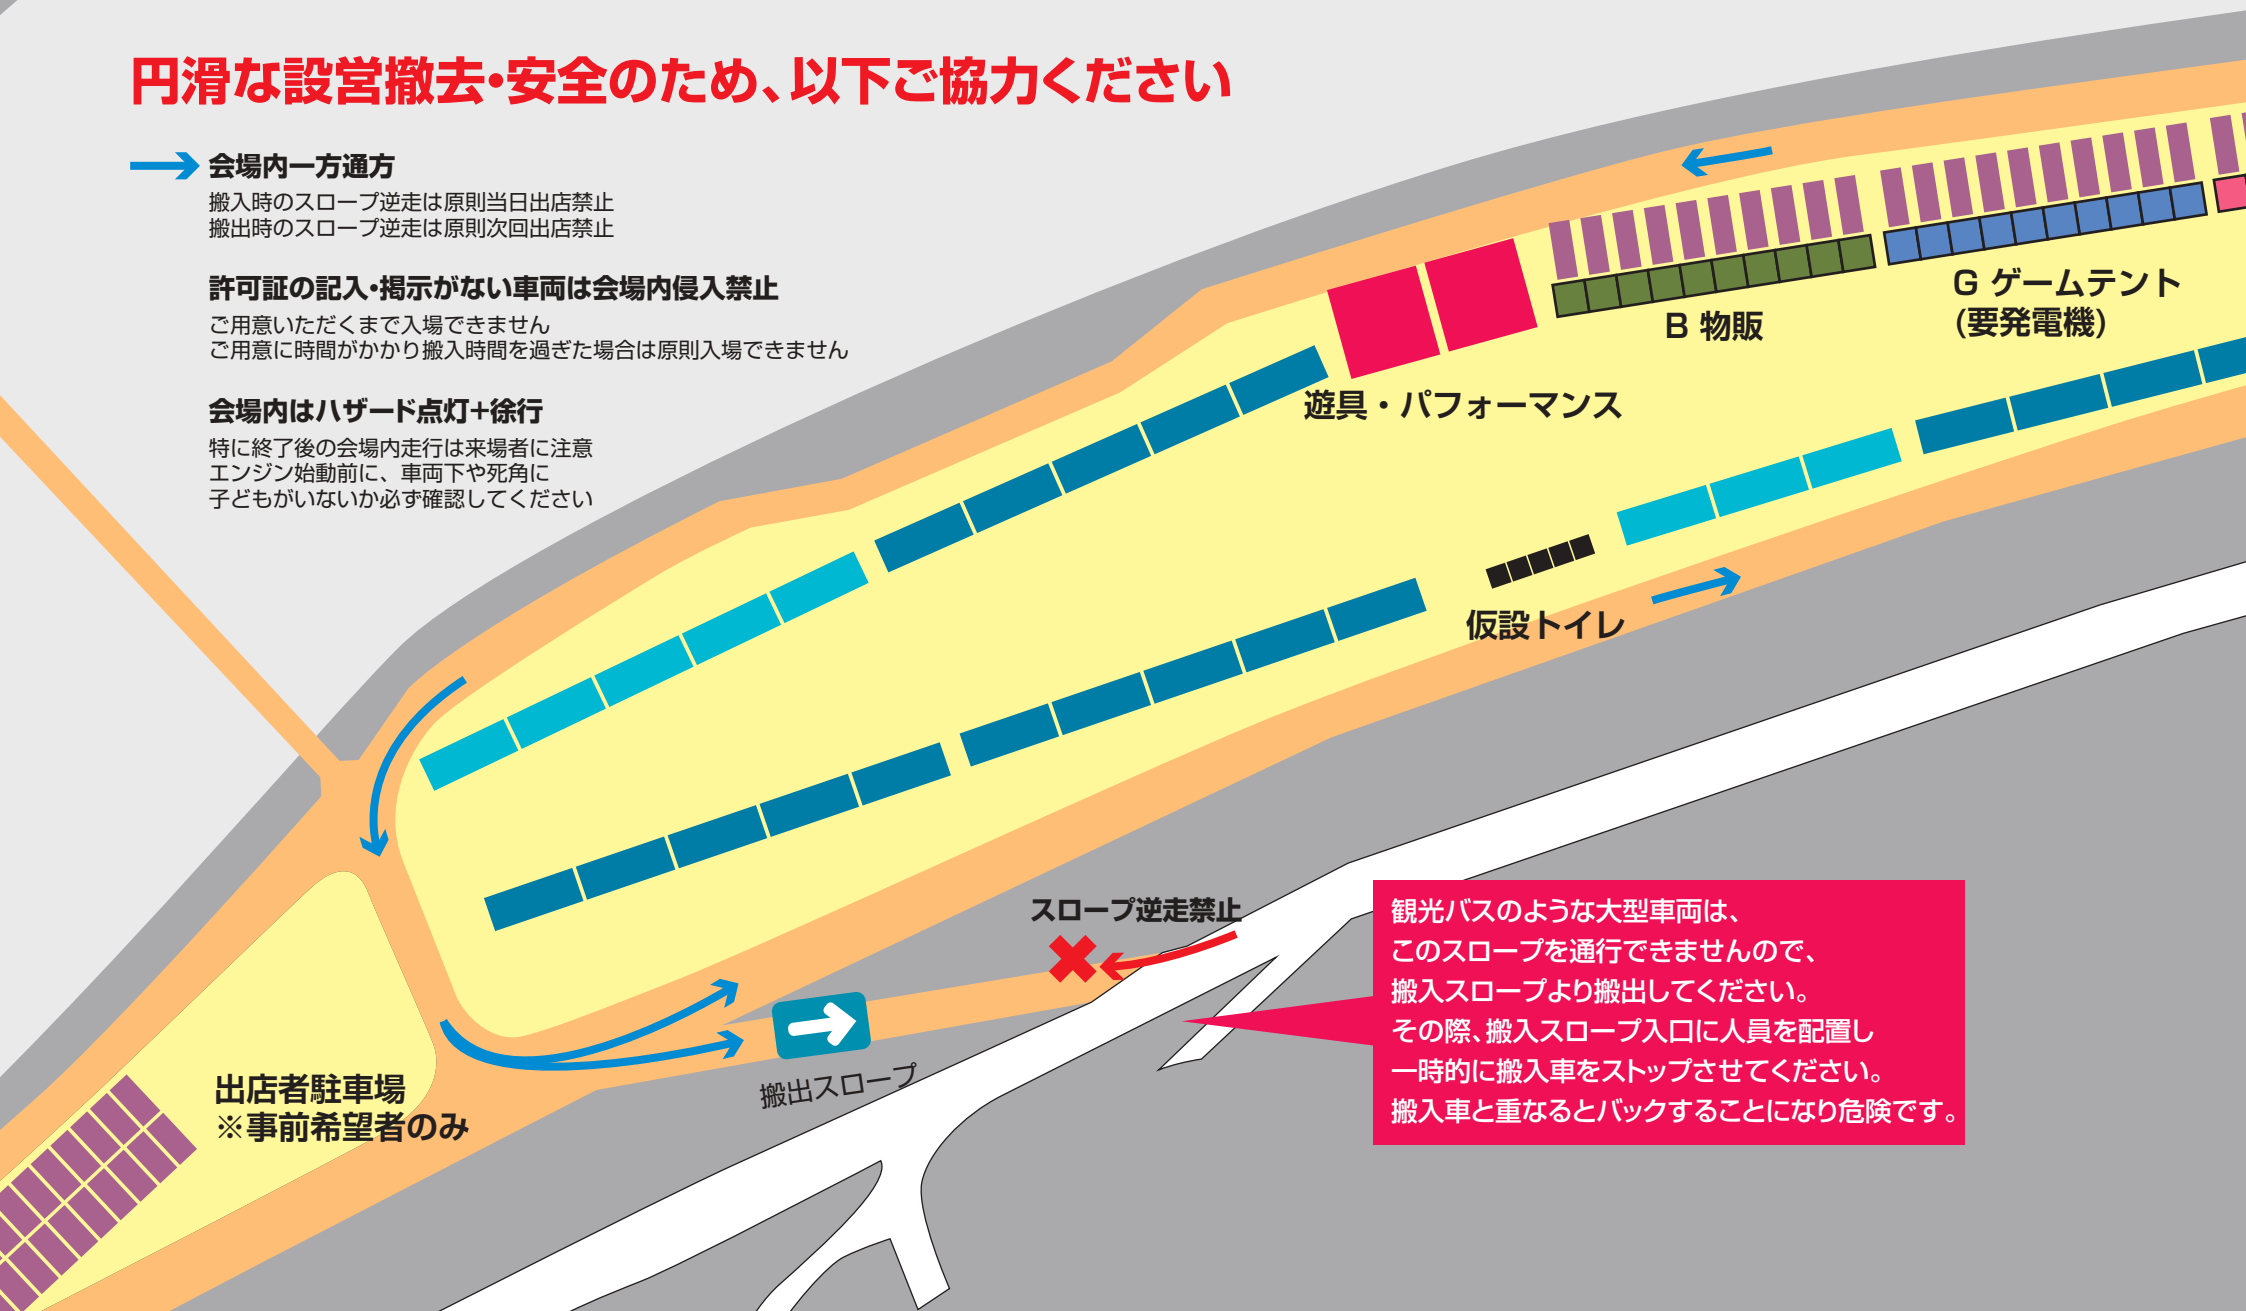 円滑な設営撤去・安全のため、以下ご協力ください
会場内一方通方
搬入時のスロープ逆走は原則当日出店禁止
搬出時のスロープ逆走は原則次回出店禁止
許可証の記入・掲示がない車両は会場内侵入禁止
ご用意いただくまで入場できません
ご用意に時間がかかり搬入時間を過ぎた場合は原則入場できません
会場内はハザード点灯+徐行
特に終了後の会場内走行は来場者に注意
エンジン始動前に、車両下や死角に
子どもがいないか必ず確認してください
G ゲームテント
(要発電機)
B 物販
遊具・パフォーマンス
仮設トイレ
スロープ逆走禁止
搬出スロープ
出店者駐車場
※事前希望者のみ
観光バスのような大型車両は、
このスロープを通行できませんので、
搬入スロープより搬出してください。
その際、搬入スロープ入口に人員を配置し
一時的に搬入車をストップさせてください。
搬入車と重なるとバックすることになり危険です。